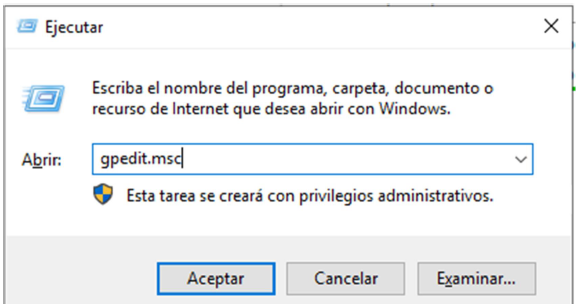 Ejecutar
Escriba el nombre del programa, carpeta, documento o
recurso de Internet que desea abrir con Windows.
Abrir: gpedit.msc
Esta tarea se creará con privilegios administrativos.
Aceptar Cancelar Examinar...